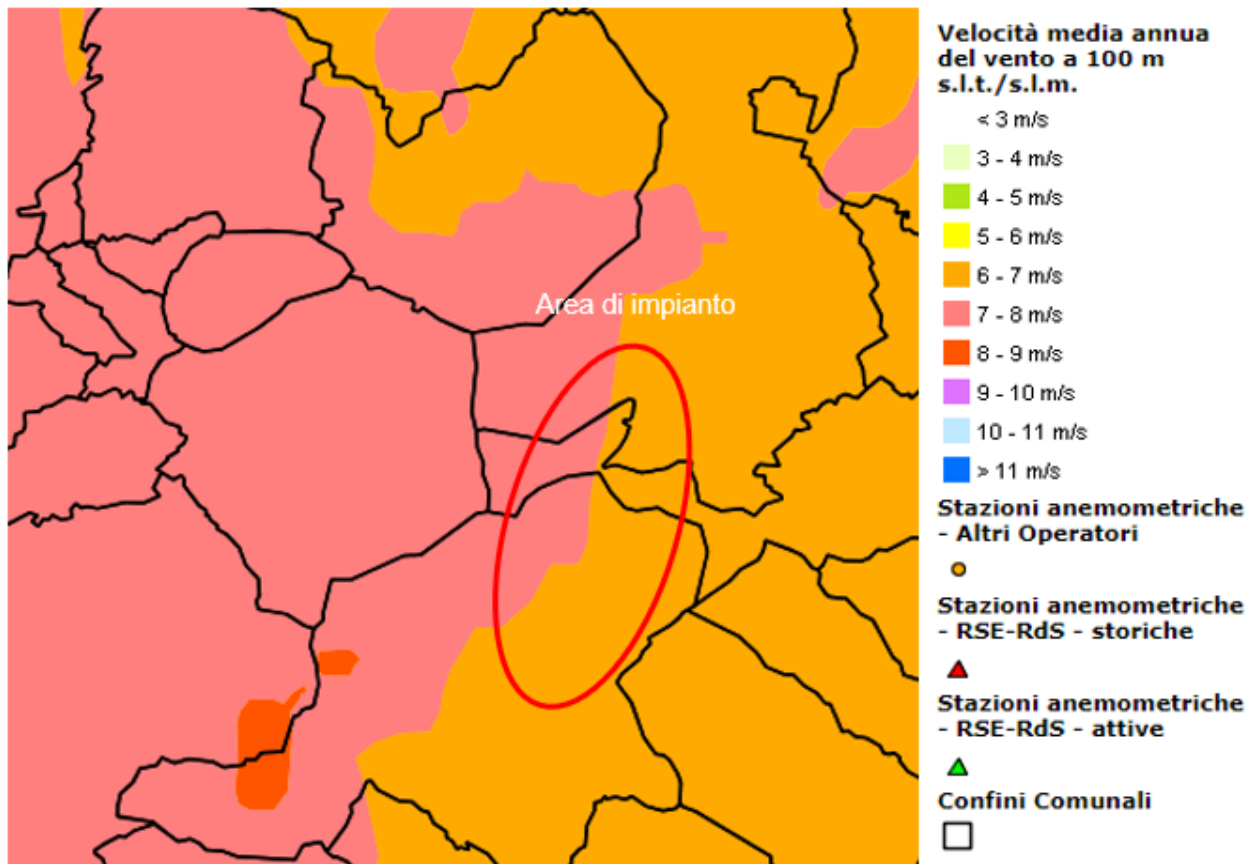 Area di impianto
Velocità media annua
del vento a 100 m
s.l.t./s.l.m.
< 3 m/s
3 - 4 m/s
4 - 5 m/s
5 - 6 m/s
6 - 7 m/s
7 - 8 m/s
8 - 9 m/s
9 - 10 m/s
10 - 11 m/s
> 11 m/s
Stazioni anemometriche
- Altri Operatori
Stazioni anemometriche
- RSE-RdS - storiche
Stazioni anemometriche
- RSE-RdS - attive
Confini Comunali